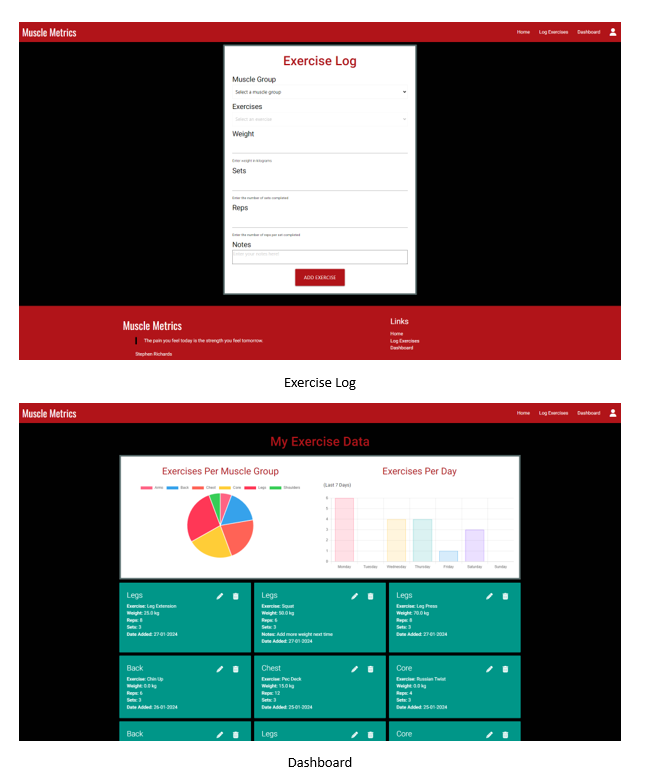 Muscle Metrics
Home Log Exercises Dashboard
Exercise Log
Muscle Group
Select a muscle group
Exercises
Select an exercise
Weight
Enter weight in kilograms
Sets
Enter the number of sets completed
Reps
Enter the number of reps per set completed
Notes
Enter your notes here!
ADD EXERCISE
Muscle Metrics
The pain you feel today is the strength you feel tomorrow.
Stephen Richards
Links
Home
Log Exercises
Dashboard
Exercise Log
Muscle Metrics
Home Log Exercises Dashboard
My Exercise Data
Exercises Per Muscle Group
Arms Back Chest Core Legs Shoulders
Exercises Per Day
(Last 7 Days)
6
5
4
3
2
1
0
Monday Tuesday Wednesday Thursday Friday Saturday Sunday
Legs
Exercise: Leg Extension
Weight: 25.0 kg
Reps: 8
Sets: 3
Date Added: 27-01-2024
Legs
Exercise: Squat
Weight: 50.0 kg
Reps: 6
Sets: 3
Notes: Add more weight next time
Date Added: 27-01-2024
Legs
Exercise: Leg Press
Weight: 70.0 kg
Reps: 8
Sets: 3
Date Added: 27-01-2024
Back
Exercise: Chin Up
Weight: 0.0 kg
Reps: 6
Sets: 3
Date Added: 26-01-2024
Chest
Exercise: Pec Deck
Weight: 15.0 kg
Reps: 12
Sets: 3
Date Added: 25-01-2024
Core
Exercise: Russian Twist
Weight: 0.0 kg
Reps: 4
Sets: 3
Date Added: 25-01-2024
Back
Legs
Core
Dashboard